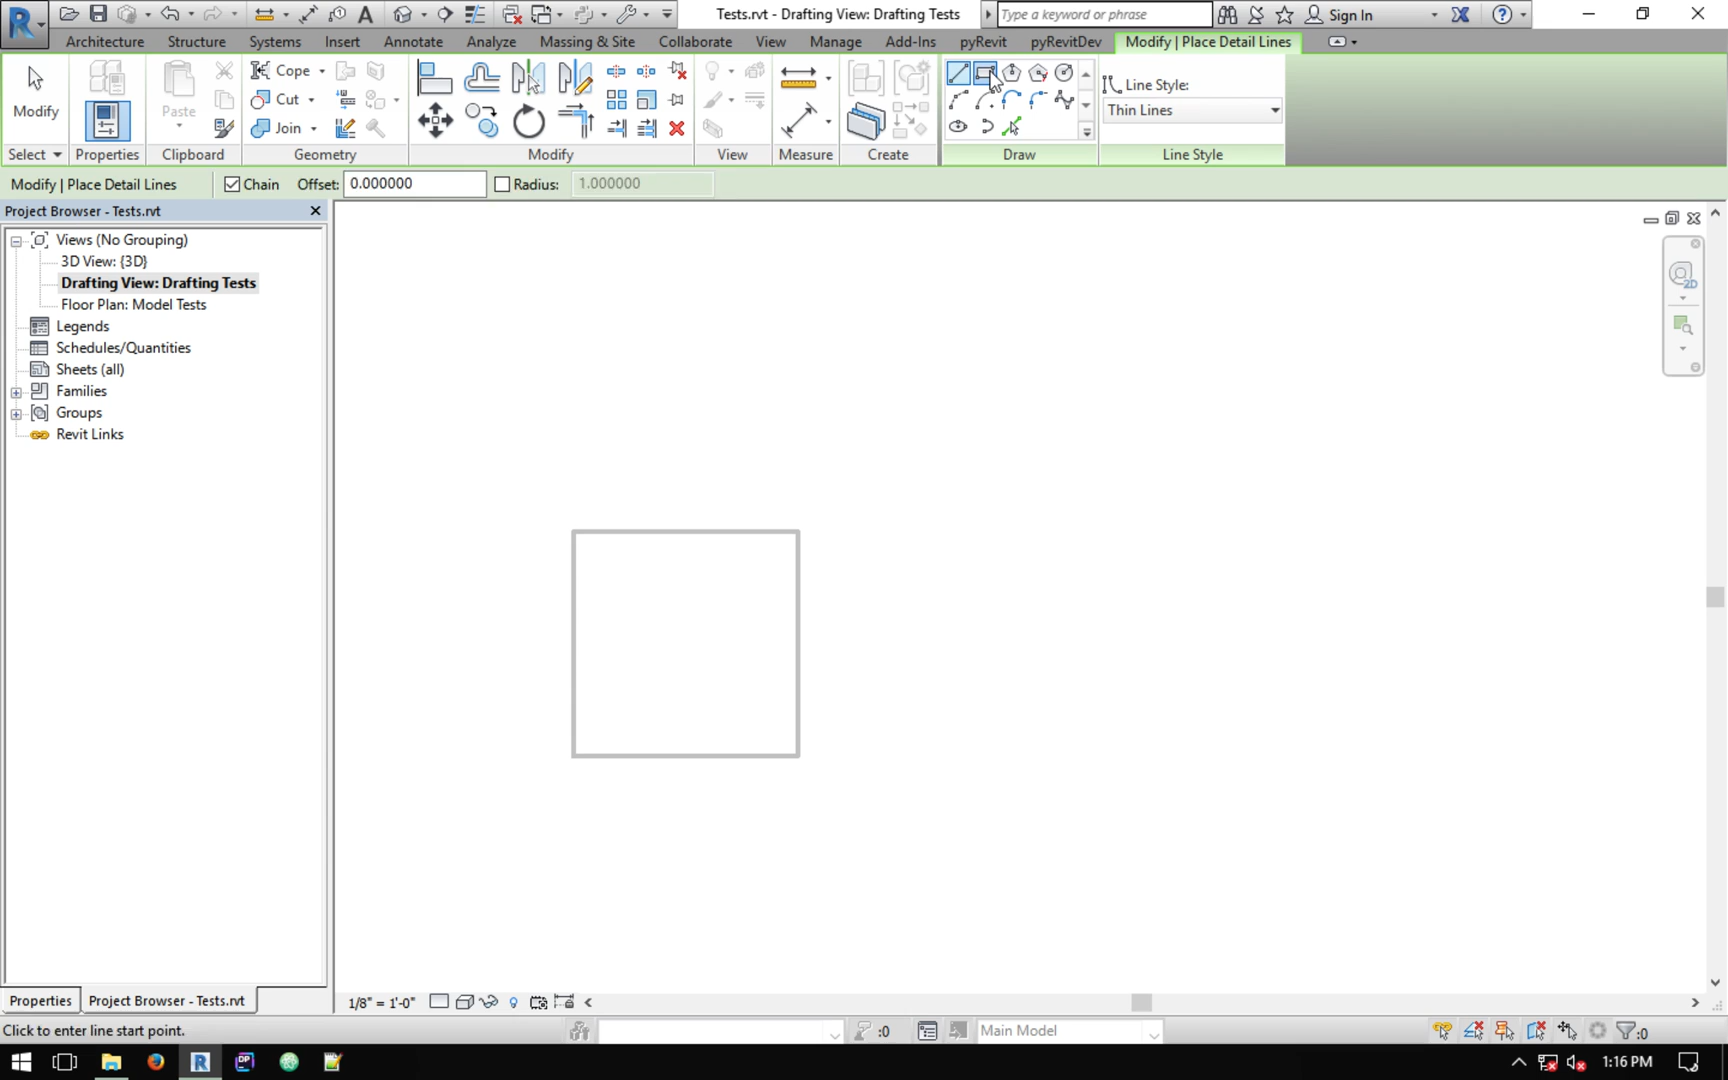 Tests.rvt - Drafting View: Drafting Tests
Type a keyword or phrase
Sign In
Architecture Structure Systems Insert Annotate Analyze Massing & Site Collaborate View Manage Add-Ins pyRevit pyRevitDev Modify | Place Detail Lines
Modify
Paste
Cope
Cut
Join
Line Style:
Thin Lines
Select Properties Clipboard Geometry Modify View Measure Create Draw Line Style
Modify | Place Detail Lines
Chain Offset: 0.000000 Radius: 1.000000
Project Browser - Tests.rvt
Views (No Grouping)
3D View: {3D}
Drafting View: Drafting Tests
Floor Plan: Model Tests
Legends
Schedules/Quantities
Sheets (all)
Families
Groups
Revit Links
2D
Properties Project Browser - Tests.rvt
1/8" = 1'-0"
Click to enter line start point.
:0
Main Model
:0
1:16 PM